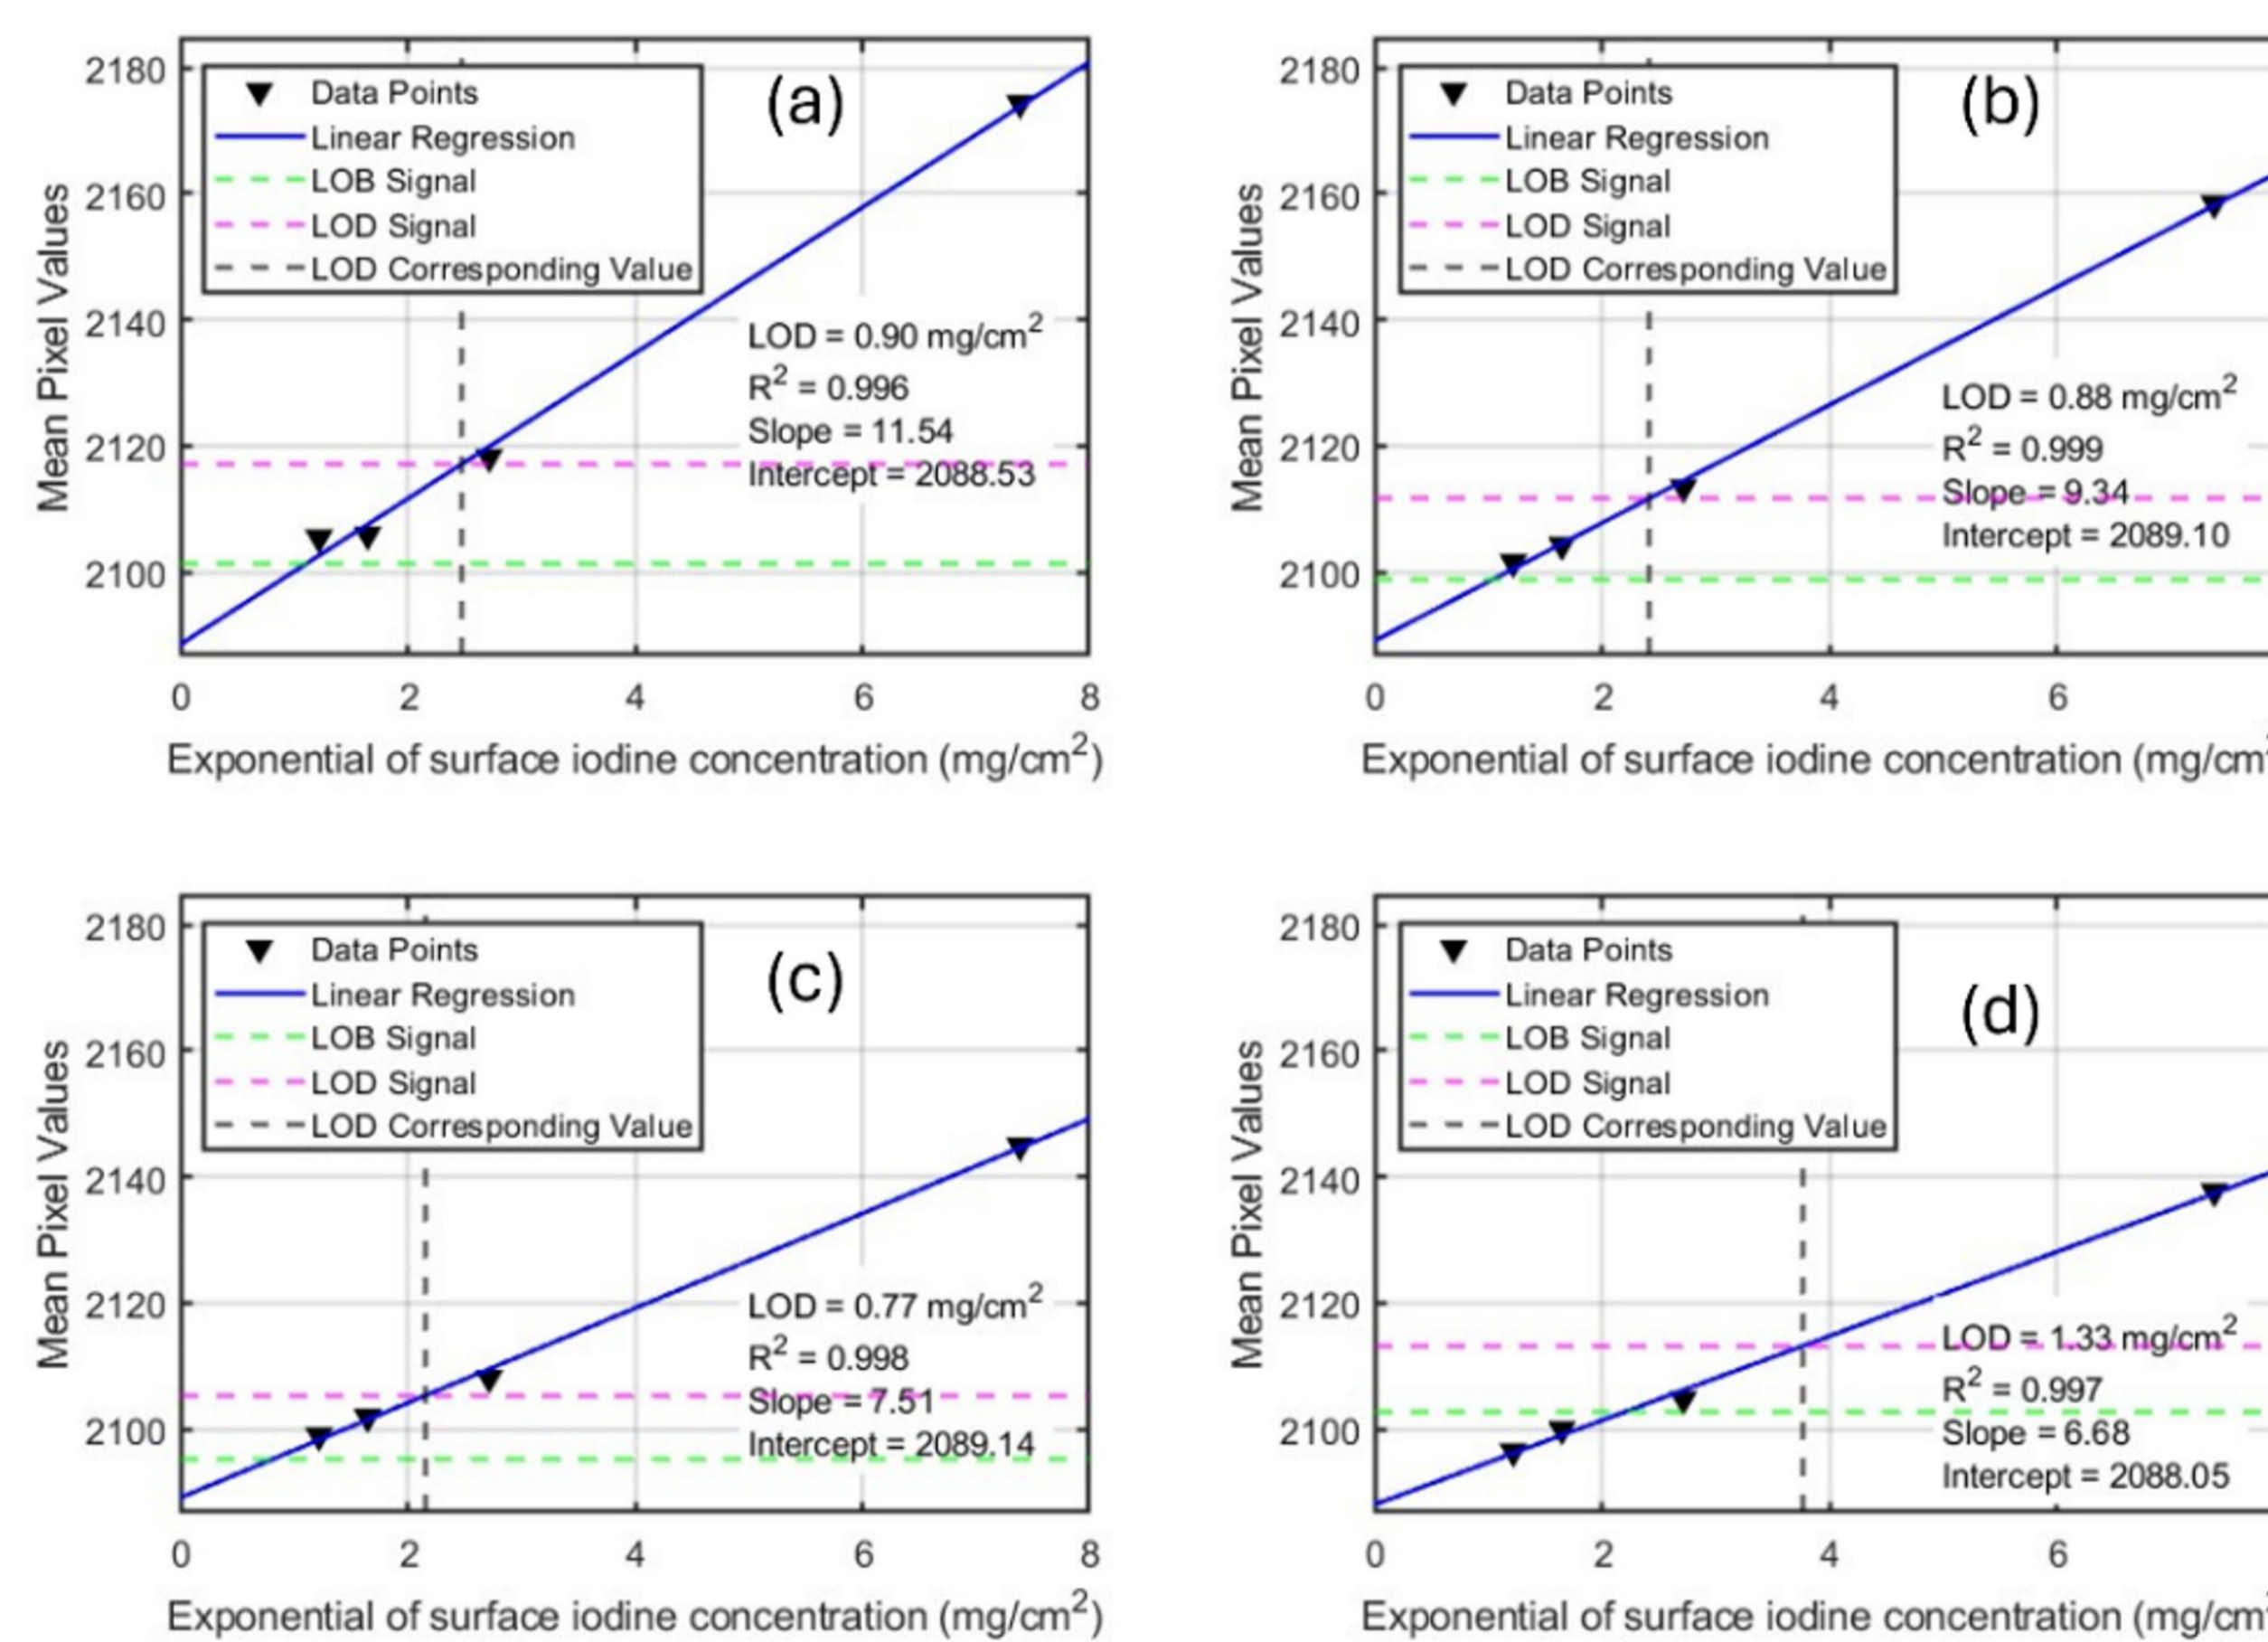 (a)
2180
2160
2140
2120
2100
Mean Pixel Values
Data Points
Linear Regression
LOB Signal
LOD Signal
LOD Corresponding Value
LOD = 0.90 mg/cm²
R² = 0.996
Slope = 11.54
Intercept = 2088.53
0 2 4 6 8
Exponential of surface iodine concentration (mg/cm²)
(b)
2180
2160
2140
2120
2100
Mean Pixel Values
Data Points
Linear Regression
LOB Signal
LOD Signal
LOD Corresponding Value
LOD = 0.88 mg/cm²
R² = 0.999
Slope = 9.34
Intercept = 2089.10
0 2 4 6
Exponential of surface iodine concentration (mg/cm
(c)
2180
2160
2140
2120
2100
Mean Pixel Values
Data Points
Linear Regression
LOB Signal
LOD Signal
LOD Corresponding Value
LOD = 0.77 mg/cm²
R² = 0.998
Slope = 7.51
Intercept = 2089.14
0 2 4 6 8
Exponential of surface iodine concentration (mg/cm²)
(d)
2180
2160
2140
2120
2100
Mean Pixel Values
Data Points
Linear Regression
LOB Signal
LOD Signal
LOD Corresponding Value
LOD = 1.33 mg/cm²
R² = 0.997
Slope = 6.68
Intercept = 2088.05
0 2 4 6
Exponential of surface iodine concentration (mg/cm